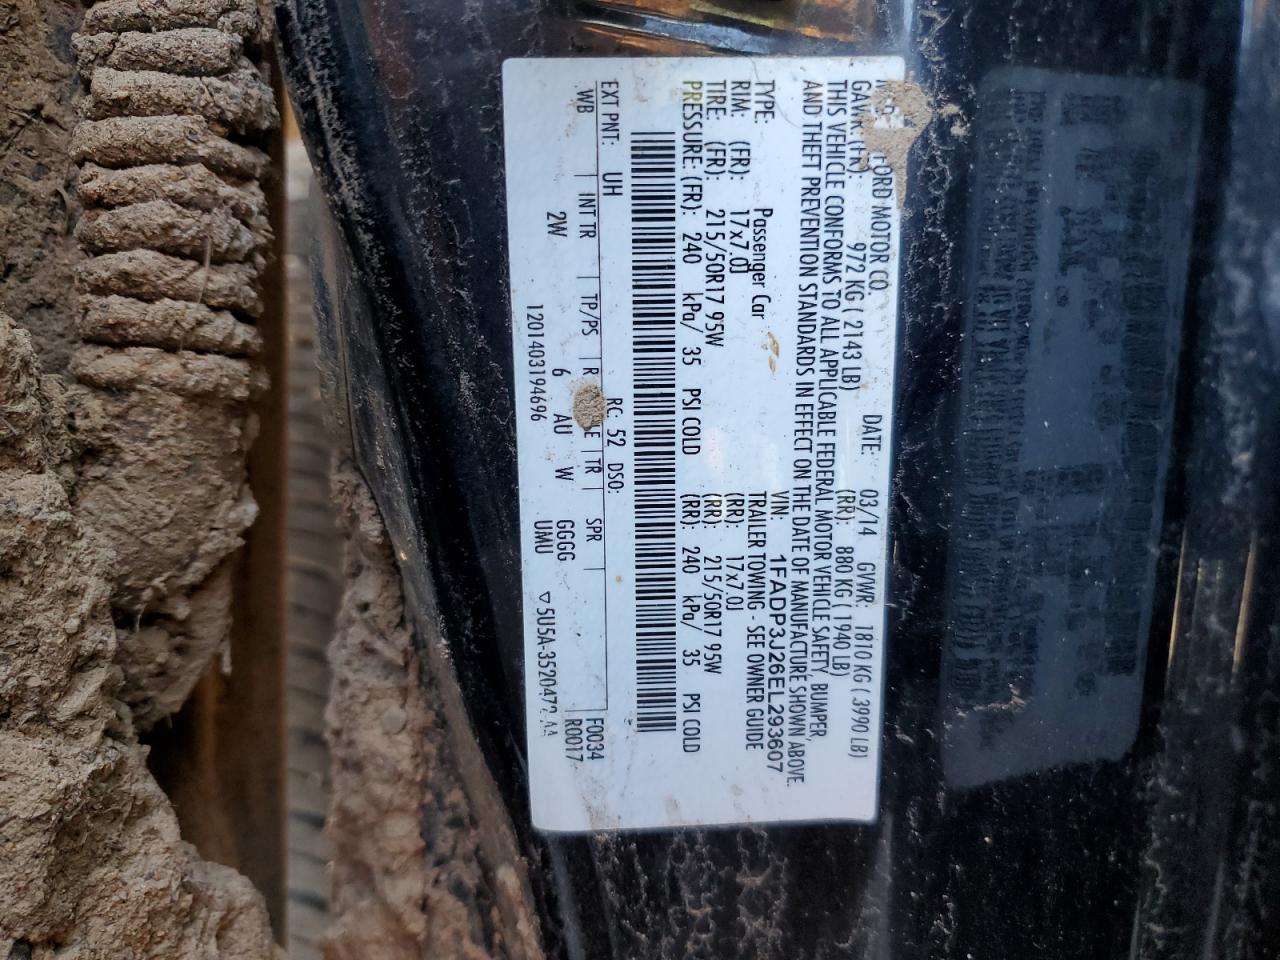 FORD MOTOR CO.
DATE: 03/14 GVWR: 1810 KG ( 3990 LB)
GAWR: (FR): 972 KG ( 2143 LB) (RR): 880 KG ( 1940 LB)
THIS VEHICLE CONFORMS TO ALL APPLICABLE FEDERAL MOTOR VEHICLE SAFETY, BUMPER,
AND THEFT PREVENTION STANDARDS IN EFFECT ON THE DATE OF MANUFACTURE SHOWN ABOVE.
VIN: 1FADP3J26EL293607
TYPE: Passenger Car TRAILER TOWING - SEE OWNER GUIDE
RIM: (FR): 17x7.0J (RR): 17x7.0J
TIRE: (FR): 215/50R17 95W (RR): 215/50R17 95W
PRESSURE: (FR): 240 kPa/ 35 PSI COLD (RR): 240 kPa/ 35 PSI COLD
EXT PNT: UH RC: 52 DSO: F0034
WB INT TR TP/PS R TR SPR R0017
2W 6 AU W GGGG
UMU
1201403194696 ▽5U5A-3520472-AA